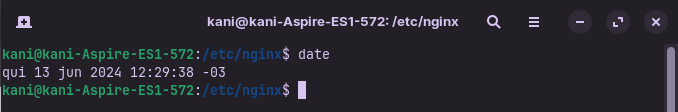 kani@kani-Aspire-ES1-572: /etc/nginx
kani@kani-Aspire-ES1-572:/etc/nginx$ date
qui 13 jun 2024 12:29:38 -03
kani@kani-Aspire-ES1-572:/etc/nginx$